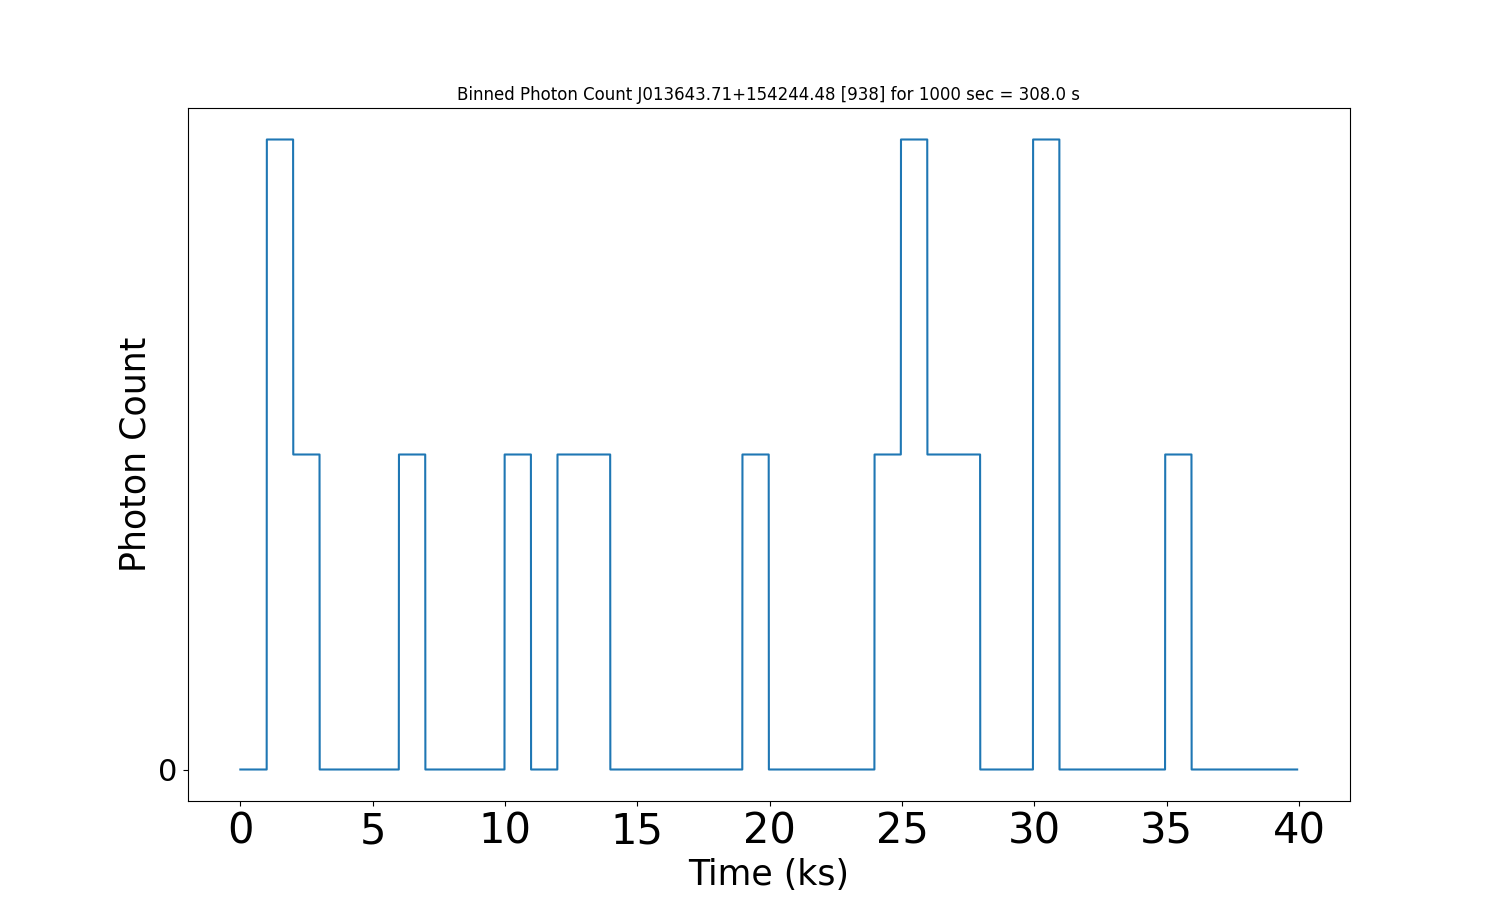 Binned Photon Count J013643.71+154244.48 [938] for 1000 sec = 308.0 s
Photon Count
0
0 5 10 15 20 25 30 35 40
Time (ks)